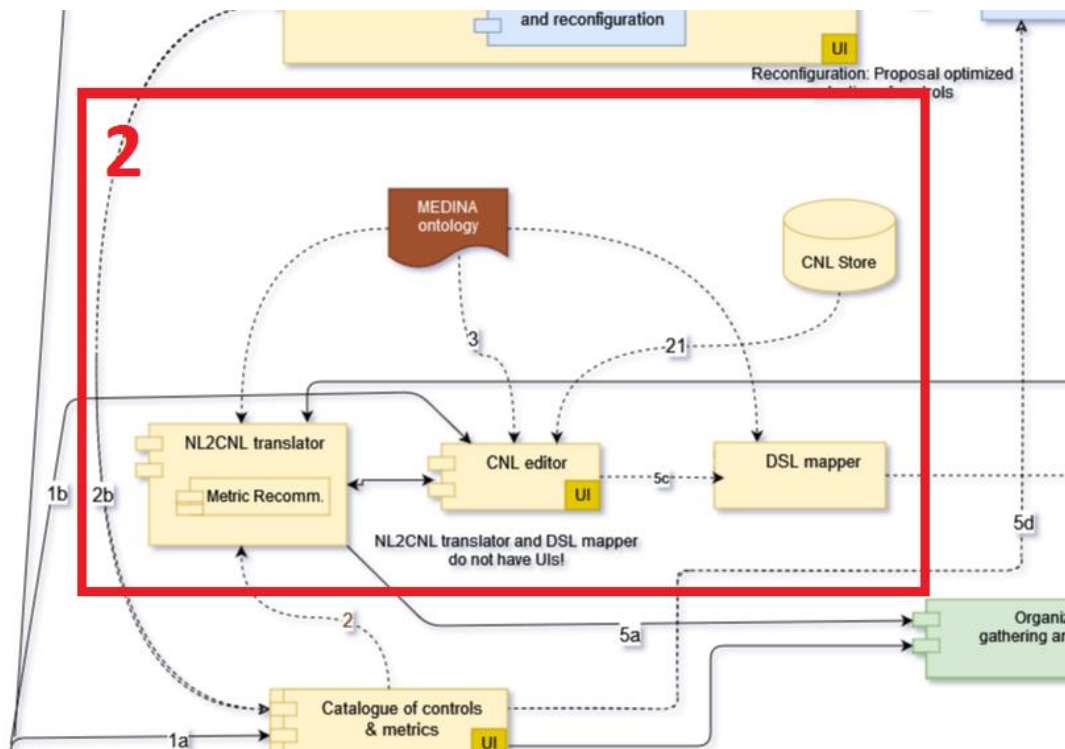 and reconfiguration
UI
Reconfiguration: Proposal optimized
2
MEDINA
ontology
CNL Store
3
21
NL2CNL translator
Metric Recomm.
CNL editor
UI
5c
DSL mapper
1b
2b
NL2CNL translator and DSL mapper
do not have UIs!
5d
2
5a
Organiz
gathering an
Catalogue of controls
& metrics
UI
1a